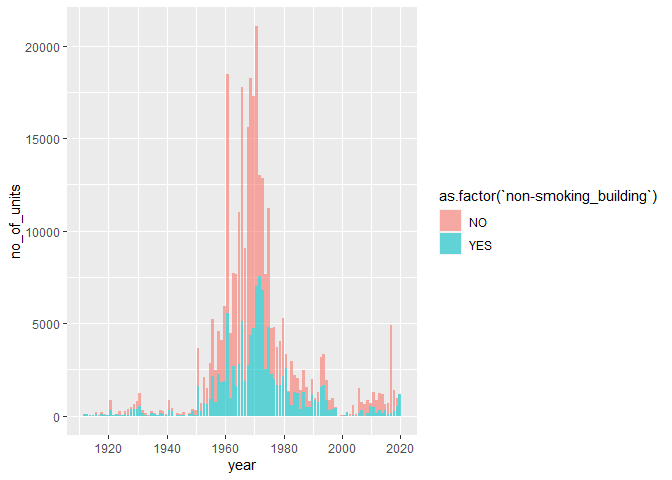 20000
15000
10000
5000
0
no_of_units
1920
1940
1960
1980
2000
2020
year
as.factor(`non-smoking_building`)
NO
YES